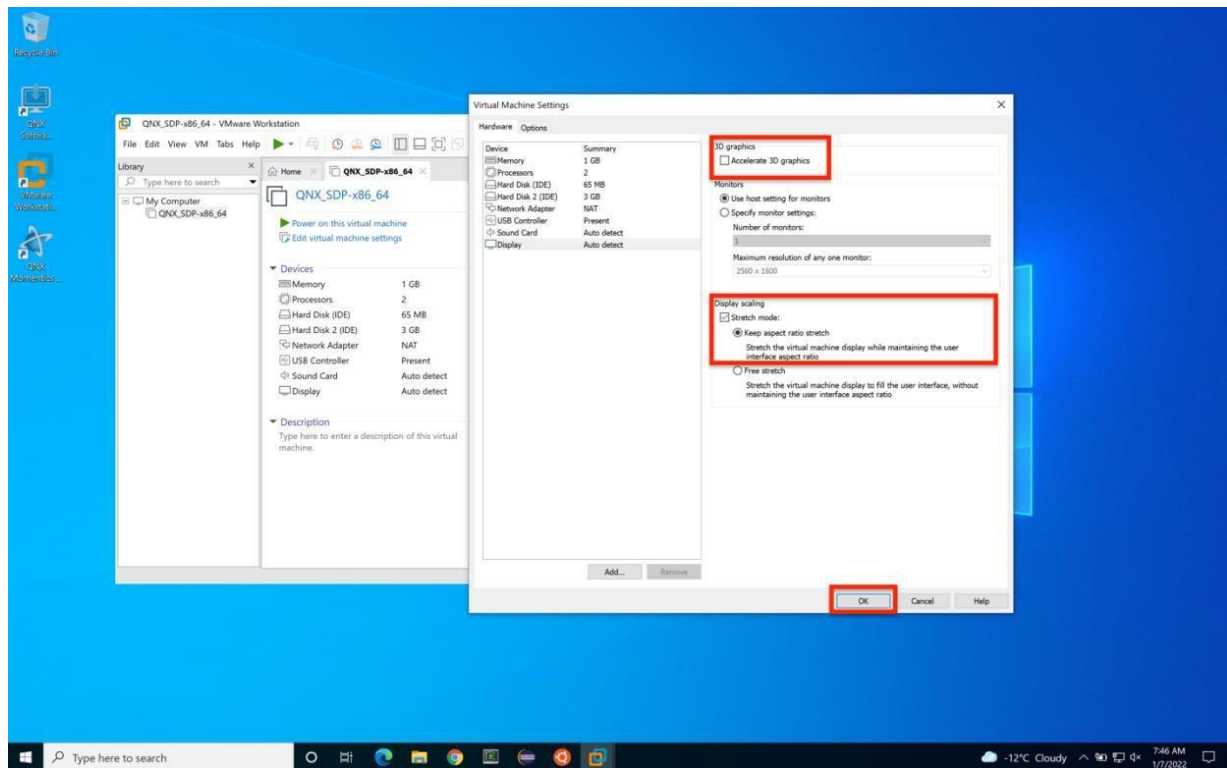 Recycle Bin
QNX
Softwa...
VMware
Workstati...
QNX
Momentics ...
QNX_SDP-x86_64 - VMware Workstation
File Edit View VM Tabs Help
Library
Type here to search
My Computer
QNX_SDP-x86_64
Home
QNX_SDP-x86_64
QNX_SDP-x86_64
Power on this virtual machine
Edit virtual machine settings
Devices
Memory 1 GB
Processors 2
Hard Disk (IDE) 65 MB
Hard Disk 2 (IDE) 3 GB
Network Adapter NAT
USB Controller Present
Sound Card Auto detect
Display Auto detect
Description
Type here to enter a description of this virtual
machine.
Virtual Machine Settings
Hardware Options
Device Summary
Memory 1 GB
Processors 2
Hard Disk (IDE) 65 MB
Hard Disk 2 (IDE) 3 GB
Network Adapter NAT
USB Controller Present
Sound Card Auto detect
Display Auto detect
Add... Remove
3D graphics
Accelerate 3D graphics
Monitors
Use host setting for monitors
Specify monitor settings:
Number of monitors:
1
Maximum resolution of any one monitor:
2560 x 1600
Display scaling
Stretch mode:
Keep aspect ratio stretch
Stretch the virtual machine display while maintaining the user
interface aspect ratio
Free stretch
Stretch the virtual machine display to fill the user interface, without
maintaining the user interface aspect ratio
OK Cancel Help
Type here to search
-12°C Cloudy
7:46 AM
1/7/2022